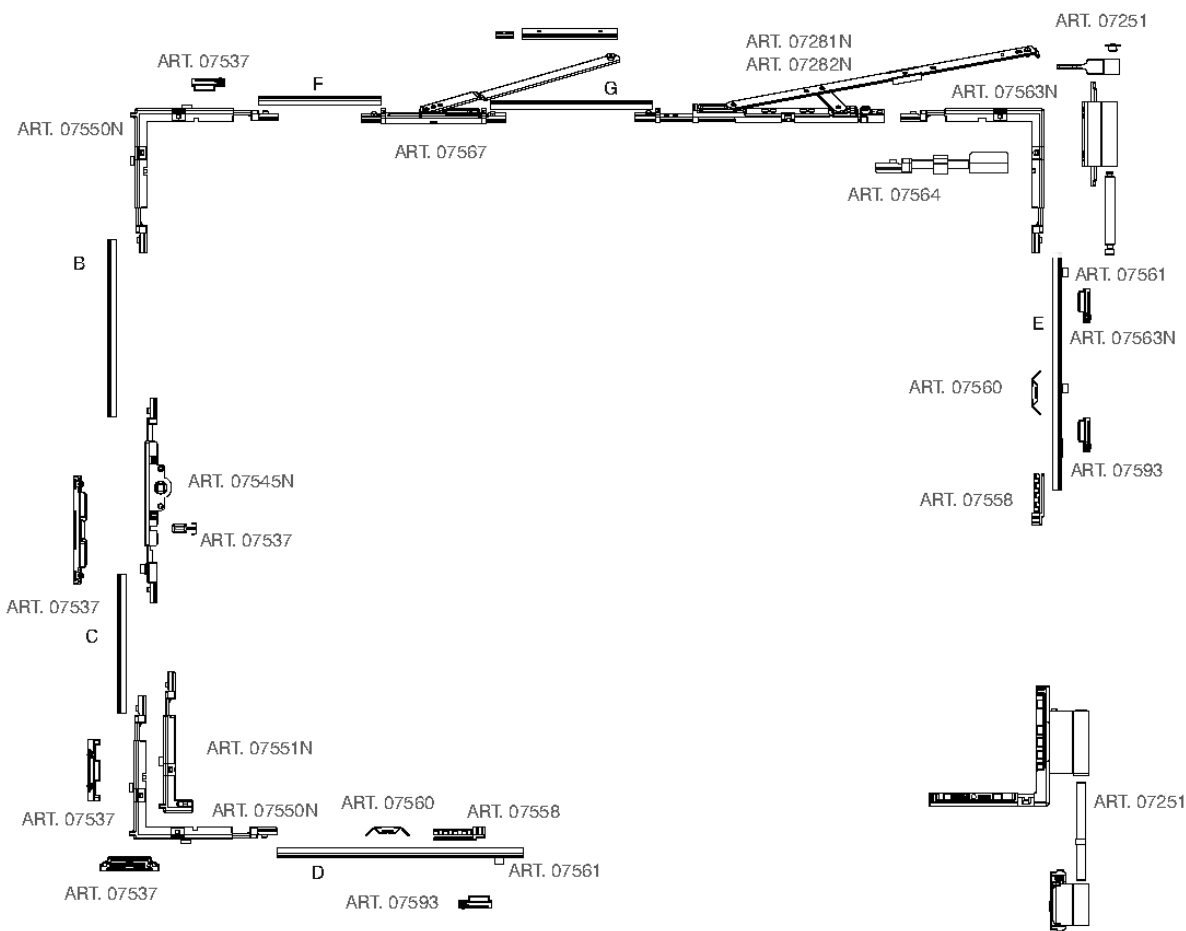 ART. 07251
ART. 07281N
ART. 07282N
ART. 07537
F
G
ART. 07563N
ART. 07550N
ART. 07567
ART. 07564
B
ART. 07561
E
ART. 07563N
ART. 07560
ART. 07593
ART. 07545N
ART. 07558
ART. 07537
ART. 07537
C
ART. 07551N
ART. 07251
ART. 07550N
ART. 07560
ART. 07558
ART. 07537
ART. 07561
D
ART. 07537
ART. 07593